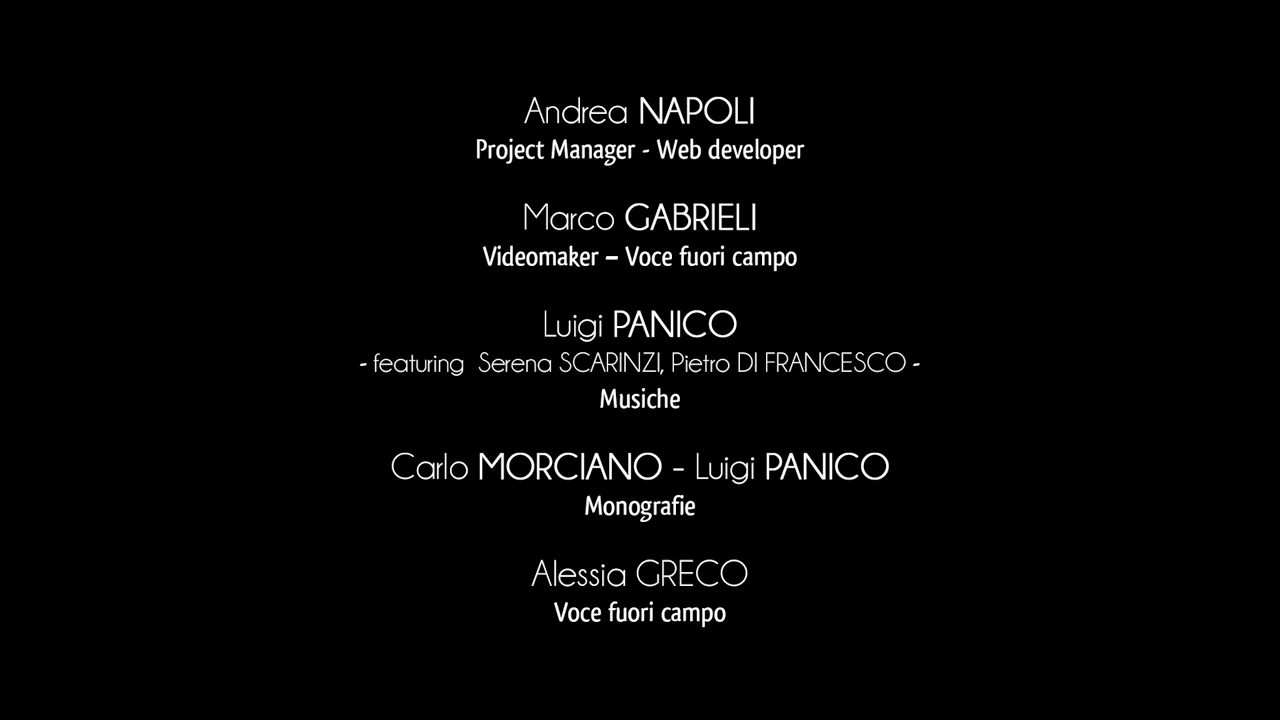 Andrea NAPOLI
Project Manager - Web developer
Marco GABRIELI
Videomaker – Voce fuori campo
Luigi PANICO
- featuring  Serena SCARINZI, Pietro DI FRANCESCO -
Musiche
Carlo MORCIANO - Luigi PANICO
Monografie
Alessia GRECO
Voce fuori campo